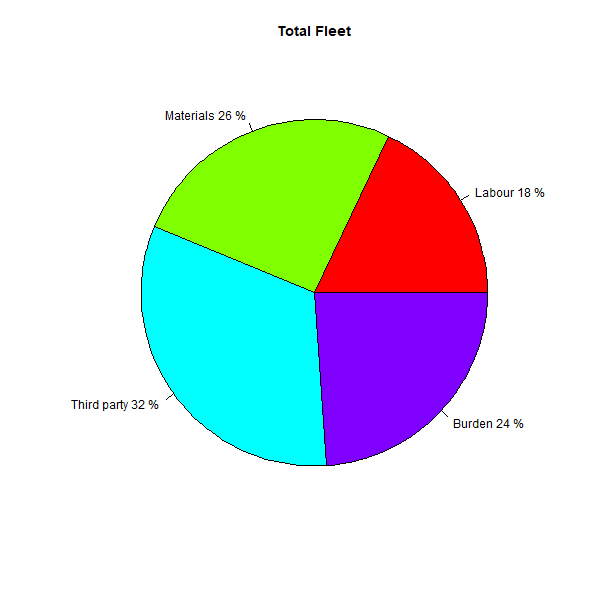 Total Fleet
Materials 26 %
Labour 18 %
Third party 32 %
Burden 24 %